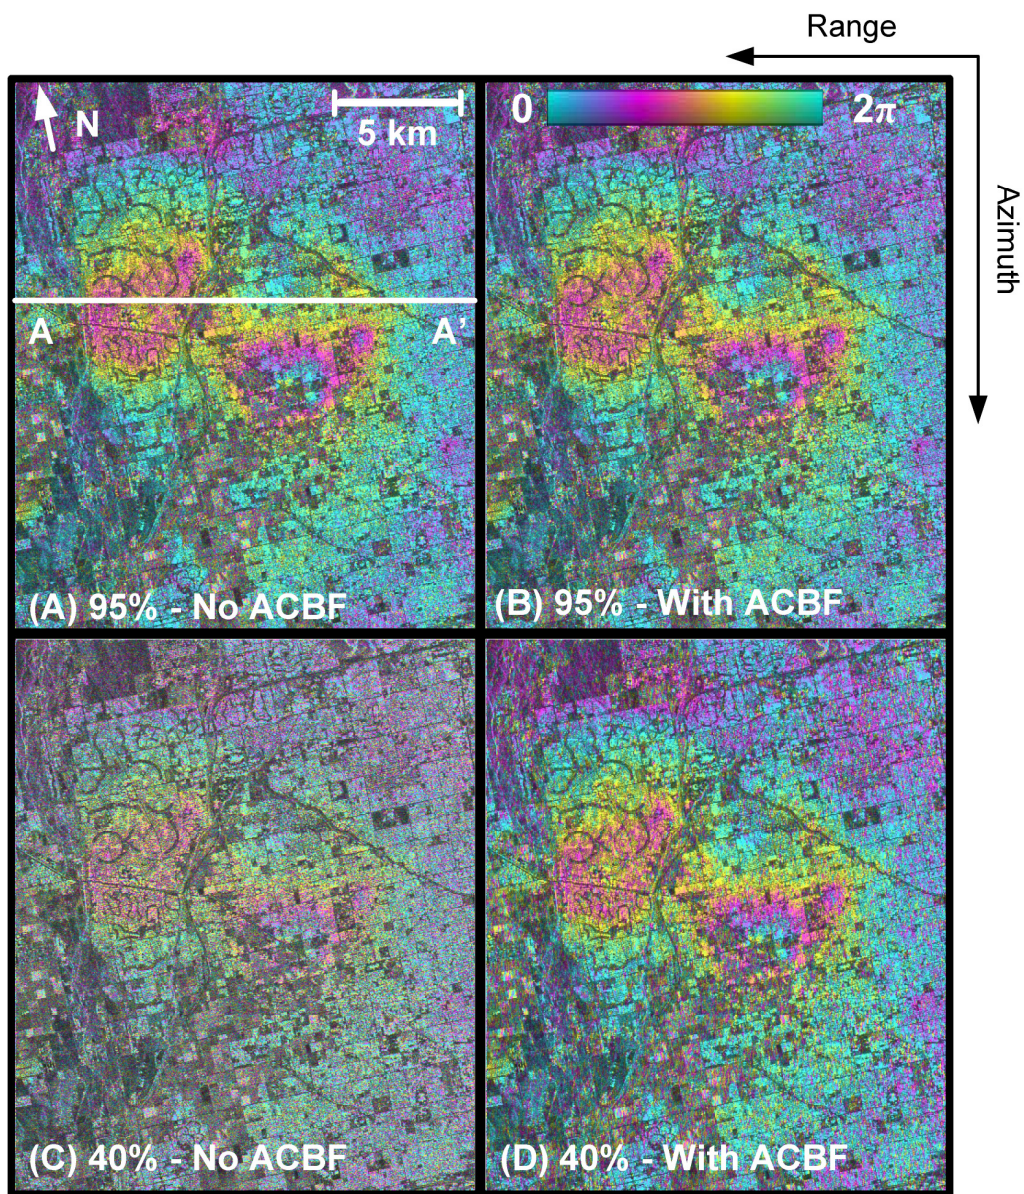 Range
Azimuth
N
5 km
0
2π
A
A'
(A) 95% - No ACBF
(B) 95% - With ACBF
(C) 40% - No ACBF
(D) 40% - With ACBF